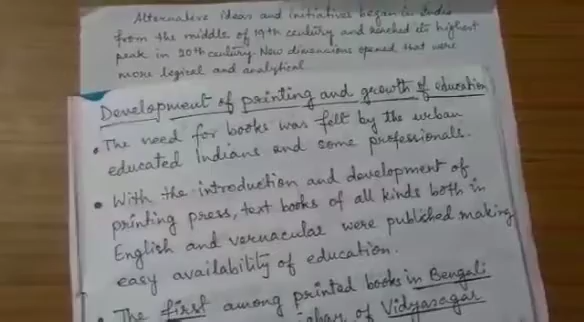 Alternative ideas and initiatives began in India
from the middle of 19th century and reached its highest
peak in 20th century. New dimensions opened that were
more logical and analytical
Development of printing and growth of education
• The need for books was felt by the urban
educated Indians and some professionals.
• With the introduction and development of
printing press, text books of all kinds both in
English and vernacular were published making
easy availability of education.
• The first among printed books in Bengali
of Vidyasagar